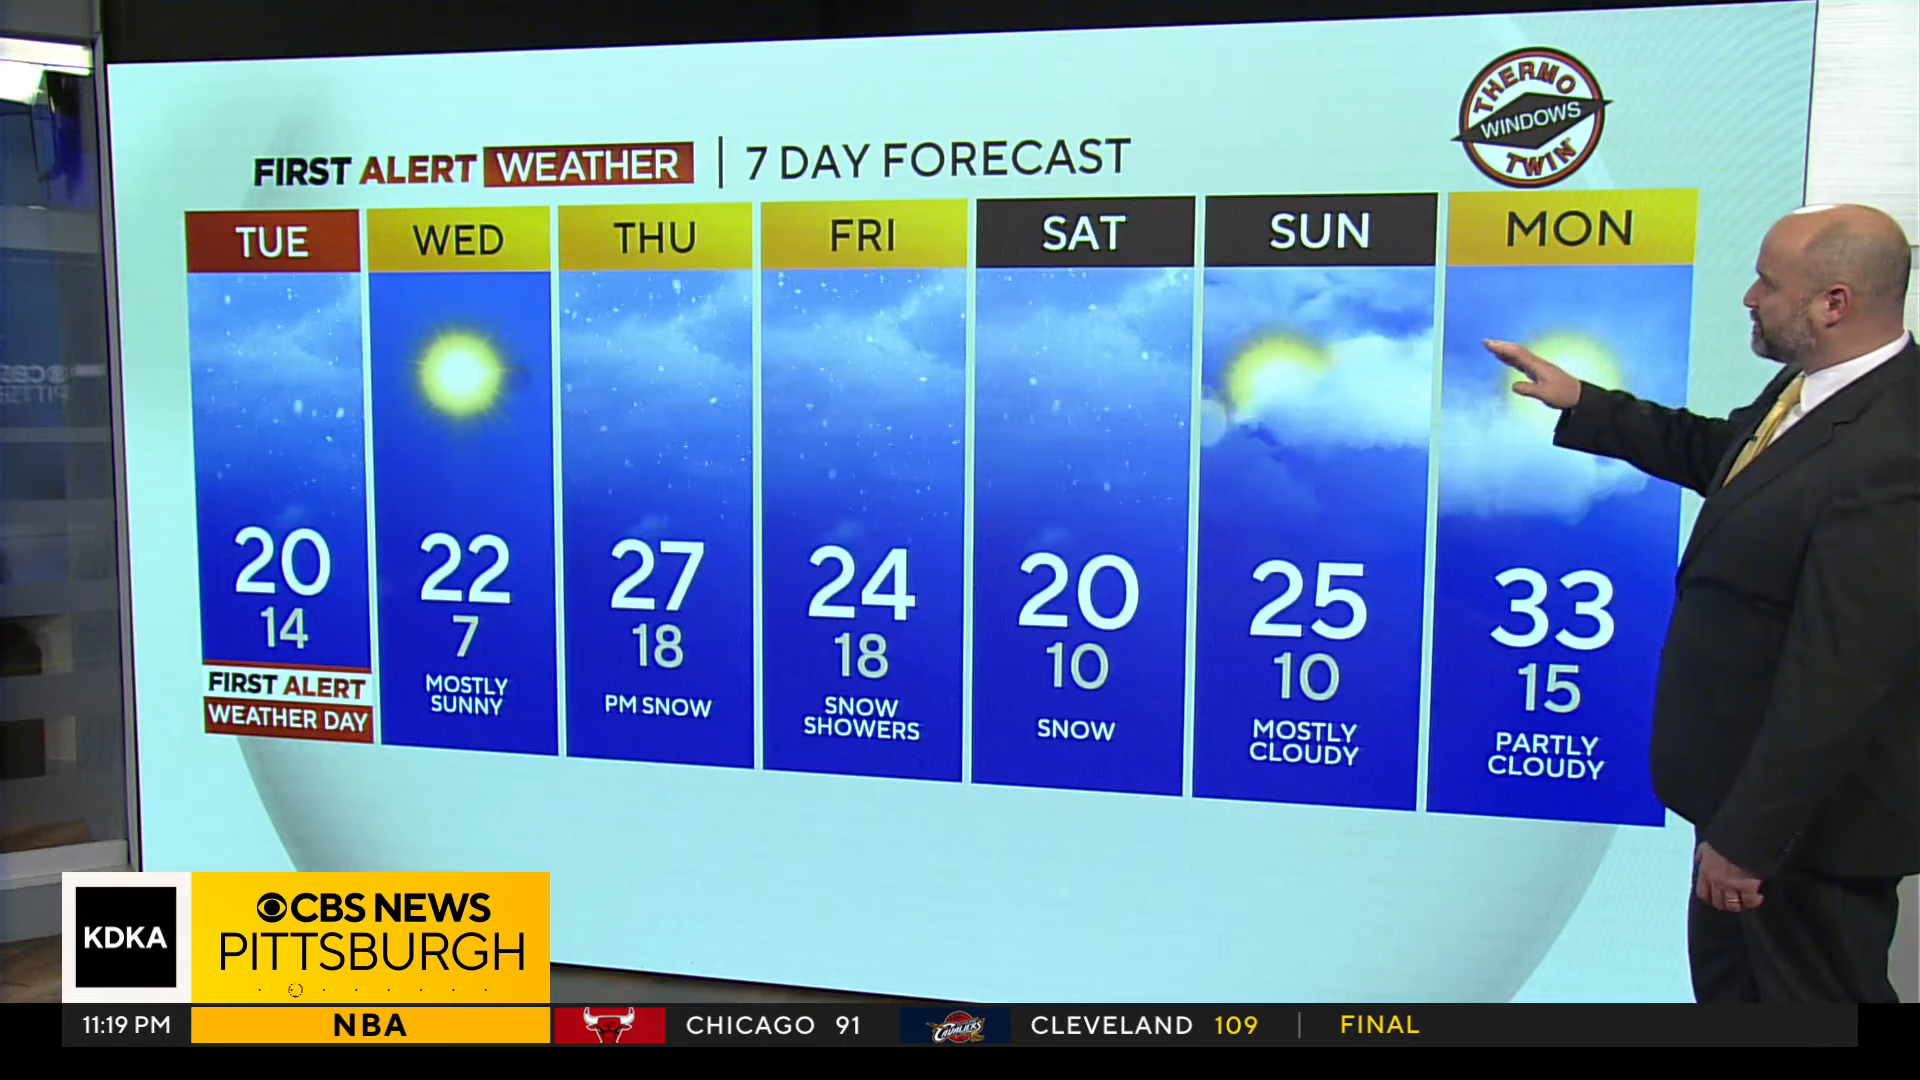 THERMO
WINDOWS
TWIN
FIRST ALERT WEATHER | 7 DAY FORECAST
TUE WED THU FRI SAT SUN MON
20 22 27 24 20 25 33
14 7 18 18 10 10 15
FIRST ALERT
WEATHER DAY
MOSTLY
SUNNY
PM SNOW
SNOW
SHOWERS
SNOW
MOSTLY
CLOUDY
PARTLY
CLOUDY
KDKA
CBS NEWS
PITTSBURGH
11:19 PM NBA CHICAGO 91 CAVALIERS CLEVELAND 109 | FINAL